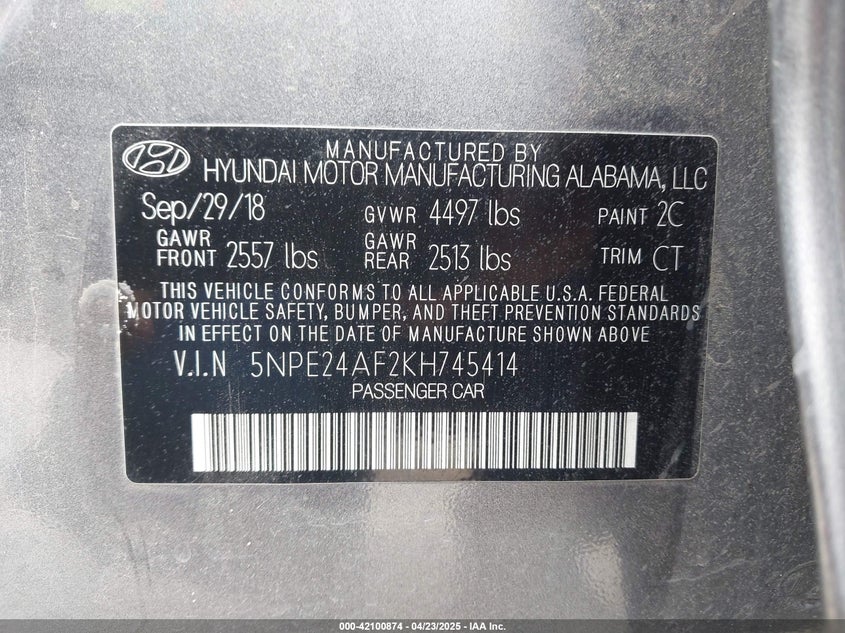 MANUFACTURED BY
HYUNDAI MOTOR MANUFACTURING ALABAMA, LLC
Sep/29/18 GVWR 4497 lbs PAINT 2C
GAWR FRONT 2557 lbs GAWR REAR 2513 lbs TRIM CT
THIS VEHICLE CONFORMS TO ALL APPLICABLE U.S.A. FEDERAL
MOTOR VEHICLE SAFETY, BUMPER, AND THEFT PREVENTION STANDARDS
IN EFFECT ON THE DATE OF MANUFACTURE SHOWN ABOVE
V.I.N 5NPE24AF2KH745414
PASSENGER CAR
000-42100874 - 04/23/2025 - IAA Inc.